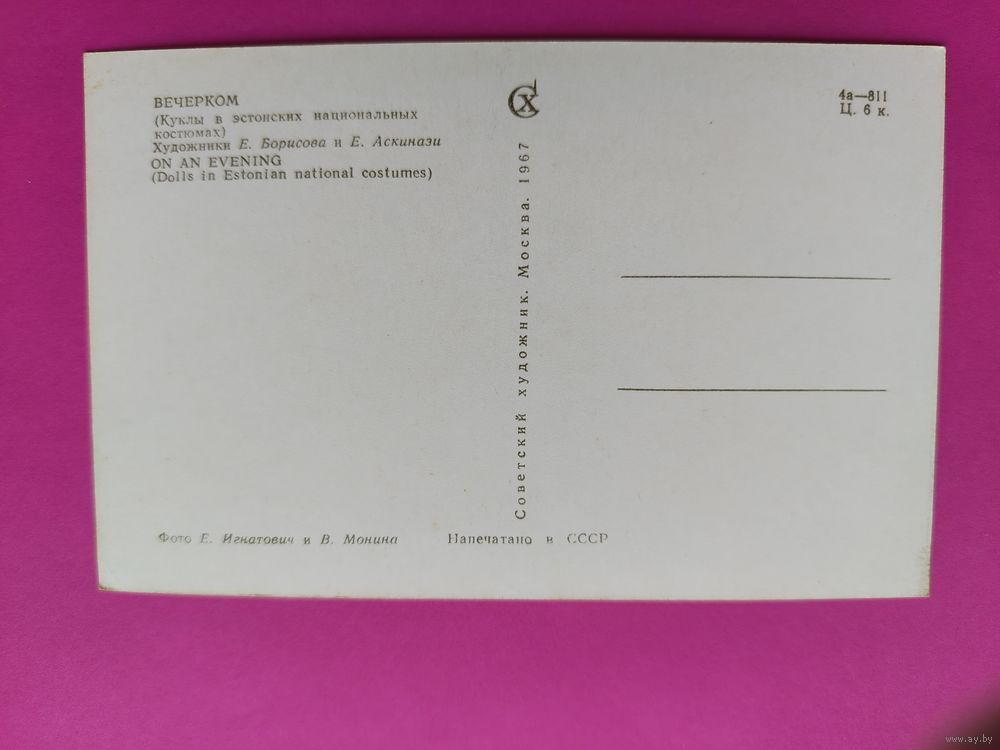 ВЕЧЕРКОМ
(Куклы в эстонских национальных
костюмах)
Художники Е. Борисова и Е. Аскинази
ON AN EVENING
(Dolls in Estonian national costumes)
Фото Е. Игнатович и В. Монина
Напечатано в СССР
СХ
Советский художник. Москва. 1967
4а—811
Ц. 6 к.
www.ay.by